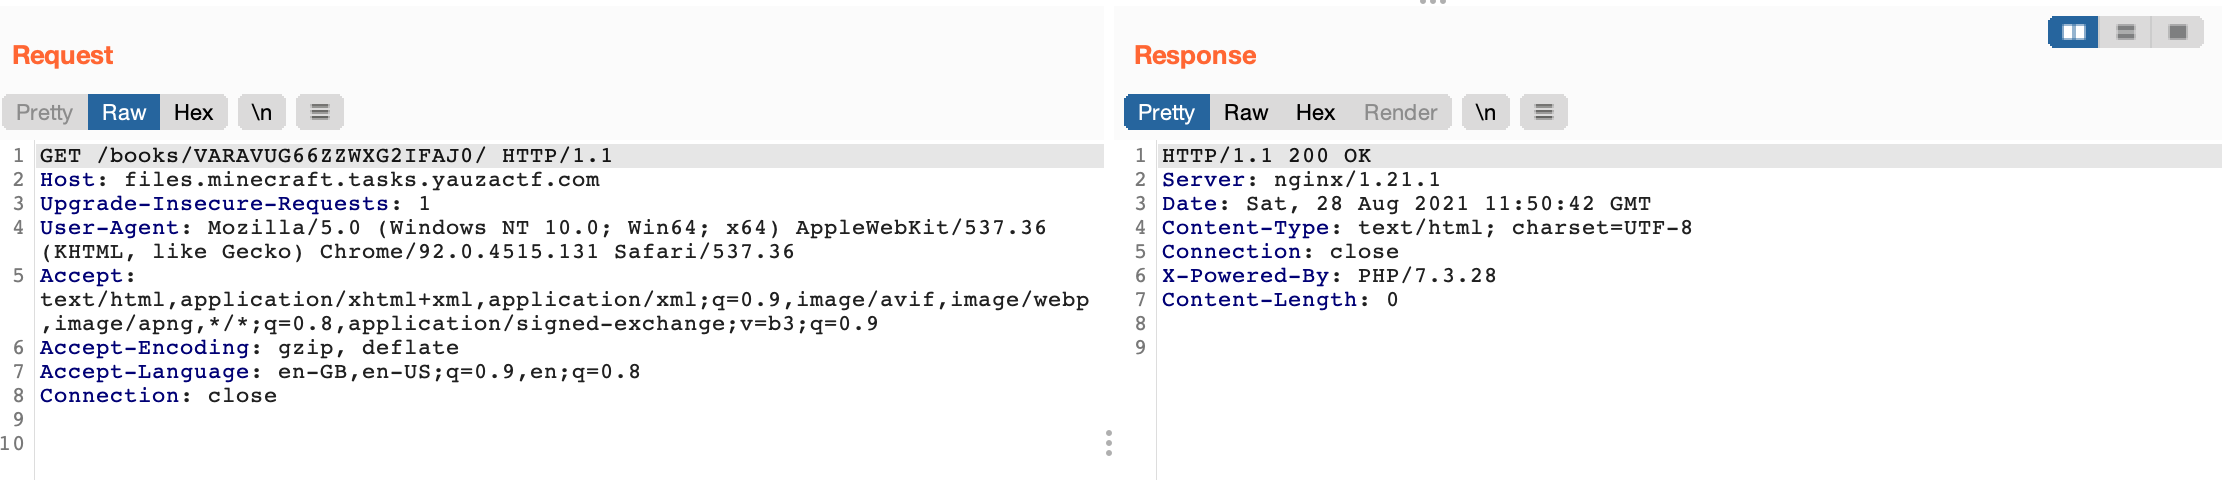 Request
Pretty Raw Hex \n
1 GET /books/VARAVUG66ZZWXG2IFAJ0/ HTTP/1.1
2 Host: files.minecraft.tasks.yauzactf.com
3 Upgrade-Insecure-Requests: 1
4 User-Agent: Mozilla/5.0 (Windows NT 10.0; Win64; x64) AppleWebKit/537.36
(KHTML, like Gecko) Chrome/92.0.4515.131 Safari/537.36
5 Accept:
text/html,application/xhtml+xml,application/xml;q=0.9,image/avif,image/webp
,image/apng,*/*;q=0.8,application/signed-exchange;v=b3;q=0.9
6 Accept-Encoding: gzip, deflate
7 Accept-Language: en-GB,en-US;q=0.9,en;q=0.8
8 Connection: close
9
10
Response
Pretty Raw Hex Render \n
1 HTTP/1.1 200 OK
2 Server: nginx/1.21.1
3 Date: Sat, 28 Aug 2021 11:50:42 GMT
4 Content-Type: text/html; charset=UTF-8
5 Connection: close
6 X-Powered-By: PHP/7.3.28
7 Content-Length: 0
8
9